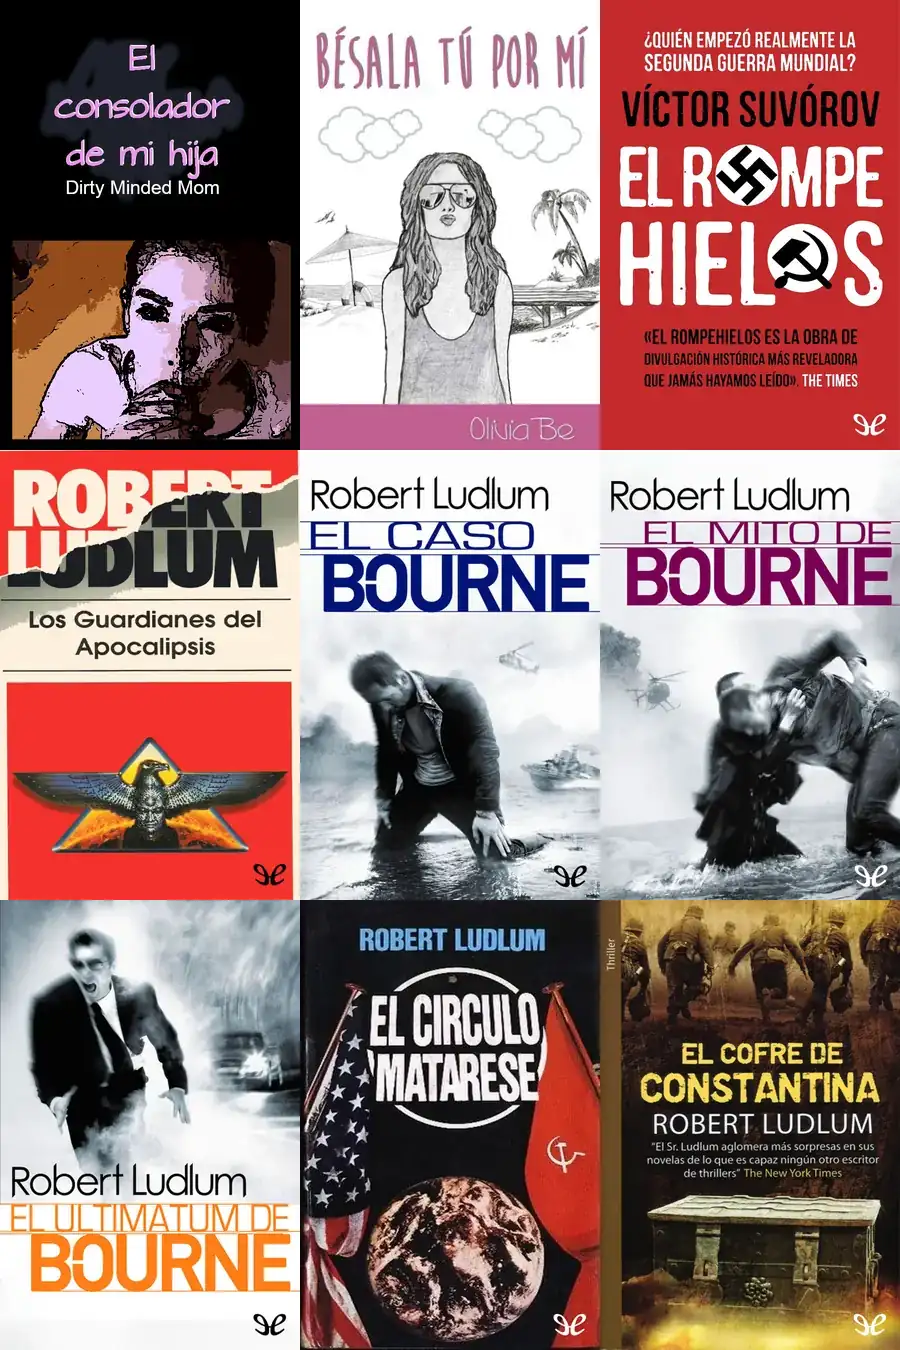 El
consolador
de mi hija
Dirty Minded Mom
BÉSALA TÚ POR MÍ
Olivia Be
¿QUIÉN EMPEZÓ REALMENTE LA
SEGUNDA GUERRA MUNDIAL?
VÍCTOR SUVÓROV
EL ROMPE
HIELOS
«EL ROMPEHIELOS ES LA OBRA DE
DIVULGACIÓN HISTÓRICA MÁS REVELADORA
QUE JAMÁS HAYAMOS LEÍDO». THE TIMES
ROBERT
LUDLUM
Los Guardianes del
Apocalipsis
Robert Ludlum
EL CASO
BOURNE
Robert Ludlum
EL MITO DE
BOURNE
Robert Ludlum
EL ULTIMATUM DE
BOURNE
ROBERT LUDLUM
EL CIRCULO
MATARESE
Thriller
EL COFRE DE
CONSTANTINA
ROBERT LUDLUM
"El Sr. Ludlum aglomera más sorpresas en sus
novelas de lo que es capaz ningún otro escritor
de thrillers" The New York Times